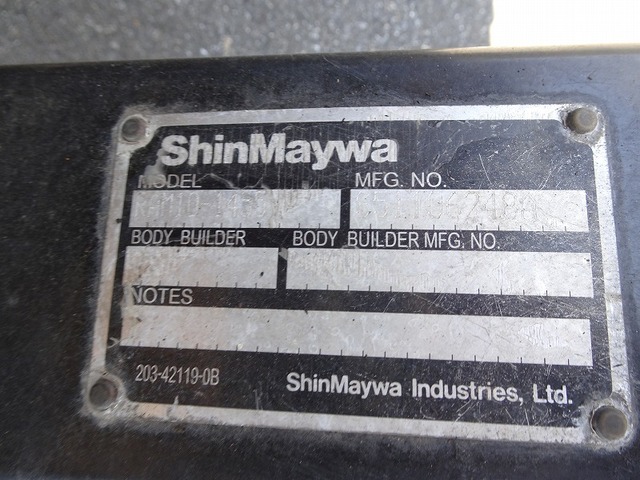 ShinMaywa
MODEL MFG. NO.
BODY BUILDER BODY BUILDER MFG. NO.
NOTES
203-42119-0B ShinMaywa Industries, Ltd.